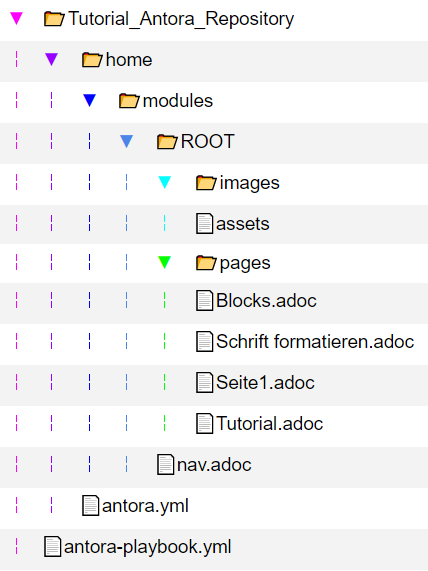 Tutorial_Antora_Repository
home
modules
ROOT
images
assets
pages
Blocks.adoc
Schrift formatieren.adoc
Seite1.adoc
Tutorial.adoc
nav.adoc
antora.yml
antora-playbook.yml